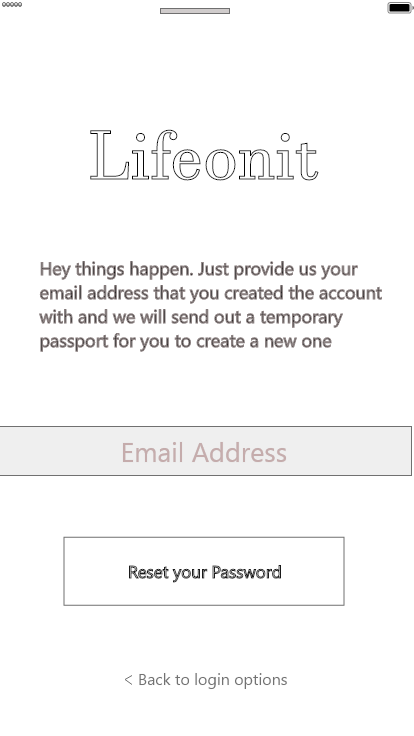 Lifeonit
Hey things happen. Just provide us your
email address that you created the account
with and we will send out a temporary
passport for you to create a new one
Email Address
Reset your Password
< Back to login options